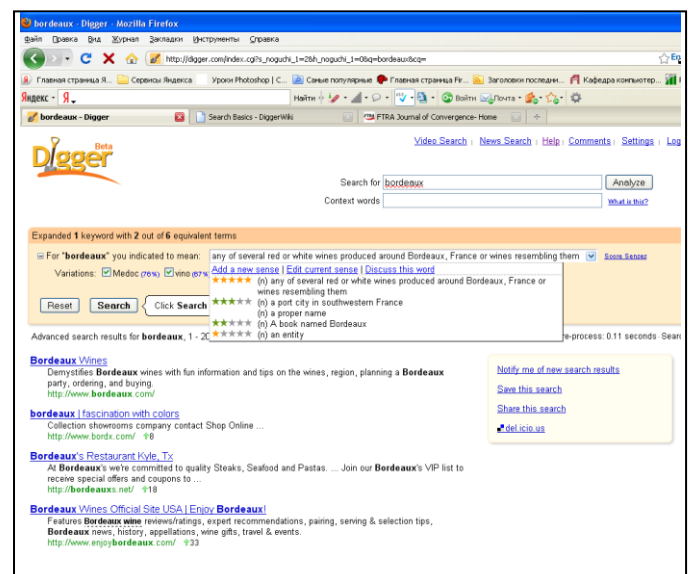 bordeaux - Digger - Mozilla Firefox
Файл Правка Вид Журнал Закладки Инструменты Справка
http://digger.com/index.cgi?s_noguchi_1=2&h_noguchi_1=0&q=bordeaux&cq=
Главная страница Я... Сервисы Яндекса Уроки Photoshop | C... Самые популярные Главная страница Fir... Заголовки последни... Кафедра компьютер...
Яндекс Я Найти Войти Почта
bordeaux - Digger Search Basics - DiggerWiki FTRA Journal of Convergence- Home
Video Search | News Search | Help | Comments | Settings | Log
Digger Beta
Search for bordeaux Analyze
Context words What is this?
Expanded 1 keyword with 2 out of 6 equivalent terms
For "bordeaux" you indicated to mean: any of several red or white wines produced around Bordeaux, France or wines resembling them Score Senses
Variations: Medoc (76%) vino (67%
Add a new sense | Edit current sense | Discuss this word
(n) any of several red or white wines produced around Bordeaux, France or
wines resembling them
(n) a port city in southwestern France
(n) a proper name
(n) A book named Bordeaux
(n) an entity
Reset Search Click Search
Advanced search results for bordeaux, 1 - 20 re-process: 0.11 seconds Sear
Bordeaux Wines
Demystifies Bordeaux wines with fun information and tips on the wines, region, planning a Bordeaux
party, ordering, and buying.
http://www.bordeaux.com/
bordeaux | fascination with colors
Collection showrooms company contact Shop Online ...
http://www.bordx.com/ 8
Bordeaux's Restaurant Kyle, Tx
At Bordeaux's we're committed to quality Steaks, Seafood and Pastas. ... Join our Bordeaux's VIP list to
receive special offers and coupons to ...
http://bordeauxs.net/ 18
Bordeaux Wines Official Site USA | Enjoy Bordeaux!
Features Bordeaux wine reviews/ratings, expert recommendations, pairing, serving & selection tips,
Bordeaux news, history, appellations, wine gifts, travel & events.
http://www.enjoybordeaux.com/ 33
Notify me of new search results
Save this search
Share this search
del.icio.us